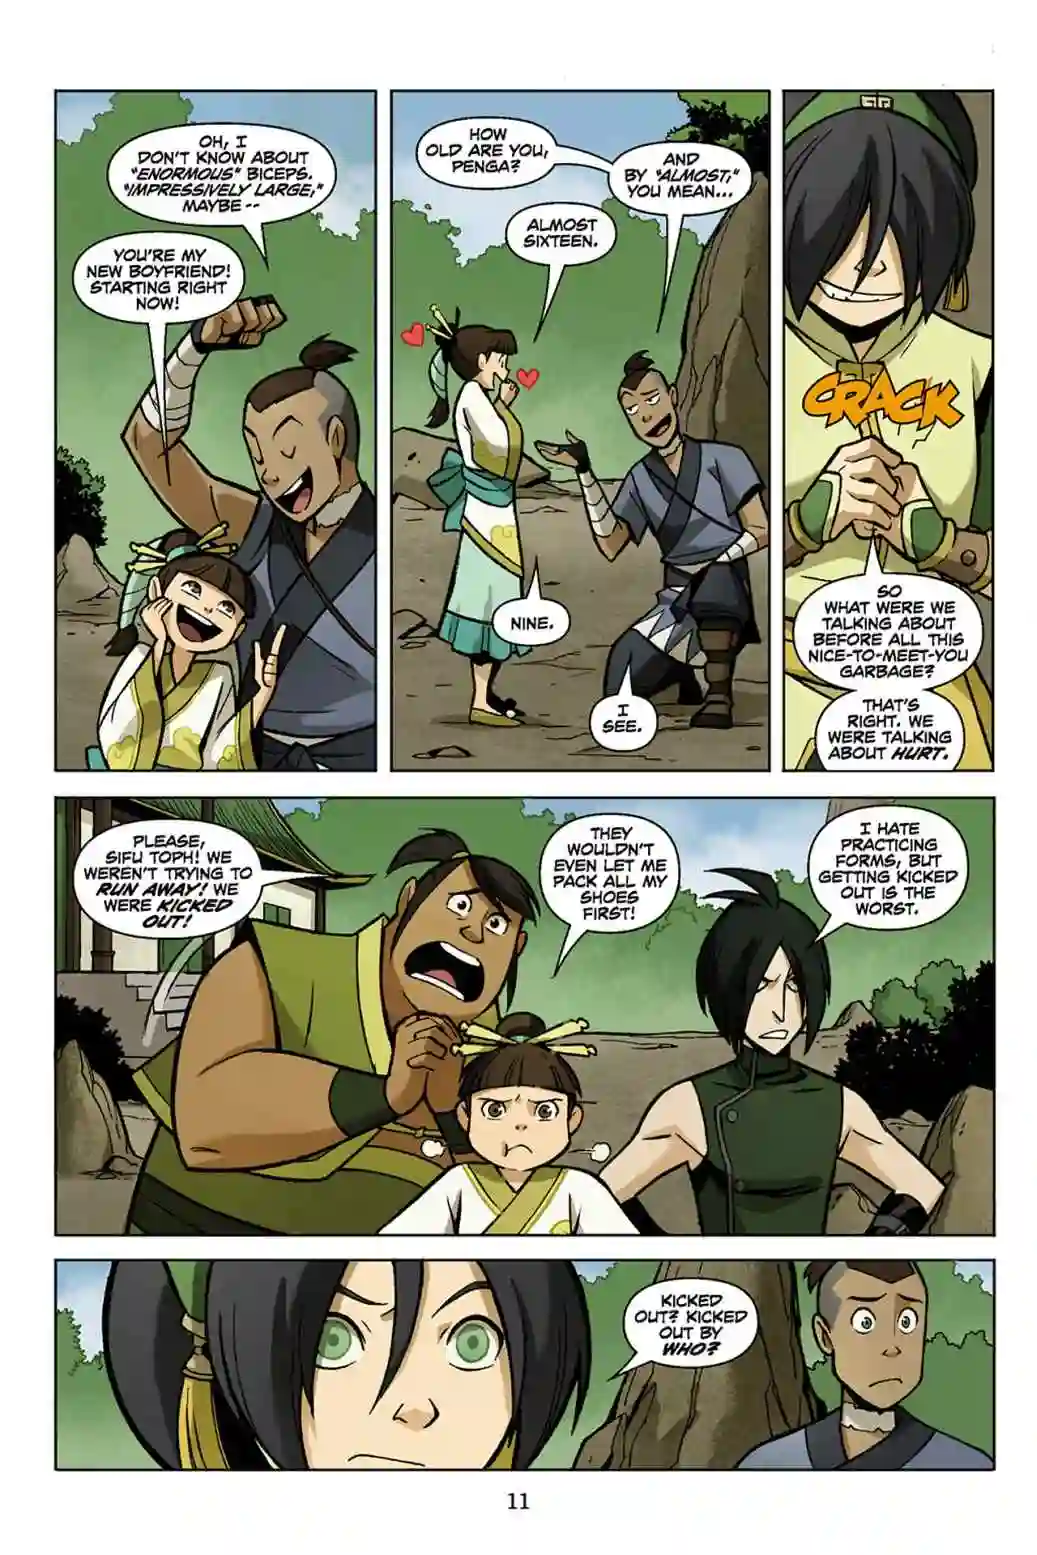 OH, I
DON'T KNOW ABOUT
"ENORMOUS" BICEPS.
"IMPRESSIVELY LARGE,"
MAYBE --
YOU'RE MY
NEW BOYFRIEND!
STARTING RIGHT
NOW!
HOW
OLD ARE YOU,
PENGA?
ALMOST
SIXTEEN.
AND
BY "ALMOST,"
YOU MEAN...
NINE.
I
SEE.
CRACK
SO
WHAT WERE WE
TALKING ABOUT
BEFORE ALL THIS
NICE-TO-MEET-YOU
GARBAGE?
THAT'S
RIGHT. WE
WERE TALKING
ABOUT HURT.
PLEASE,
SIFU TOPH! WE
WEREN'T TRYING TO
RUN AWAY! WE
WERE KICKED
OUT!
THEY
WOULDN'T
EVEN LET ME
PACK ALL MY
SHOES
FIRST!
I HATE
PRACTICING
FORMS, BUT
GETTING KICKED
OUT IS THE
WORST.
KICKED
OUT? KICKED
OUT BY
WHO?
11